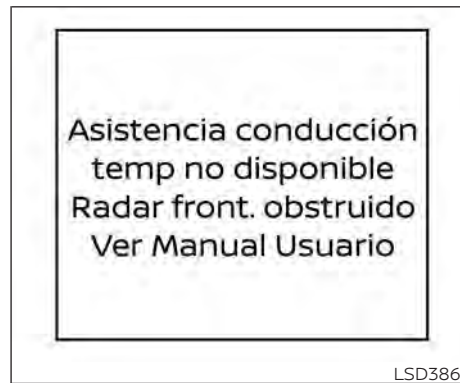 Asistencia conducción
temp no disponible
Radar front. obstruido
Ver Manual Usuario
LSD386